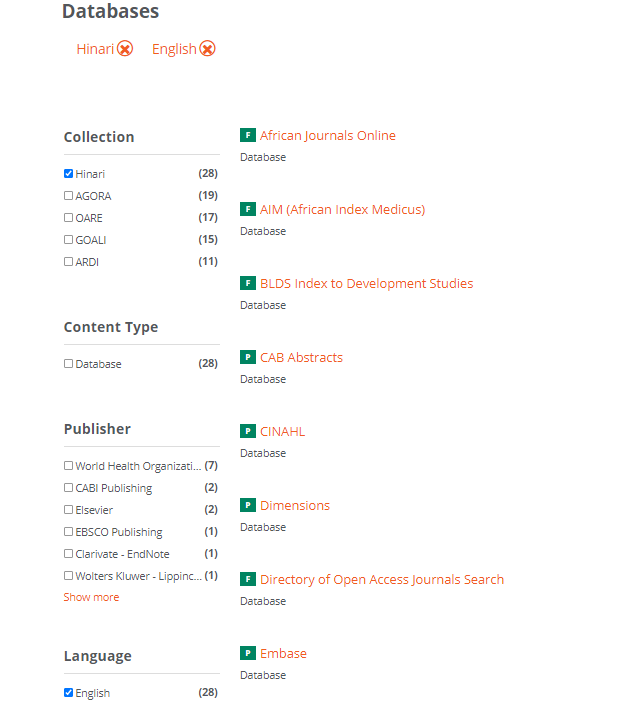 Databases
Hinari English
Collection
Hinari (28)
AGORA (19)
OARE (17)
GOALI (15)
ARDI (11)
Content Type
Database (28)
Publisher
World Health Organizati... (7)
CABI Publishing (2)
Elsevier (2)
EBSCO Publishing (1)
Clarivate - EndNote (1)
Wolters Kluwer - Lippinc... (1)
Show more
Language
English (28)
F African Journals Online
Database
F AIM (African Index Medicus)
Database
F BLDS Index to Development Studies
Database
P CAB Abstracts
Database
P CINAHL
Database
P Dimensions
Database
F Directory of Open Access Journals Search
Database
P Embase
Database